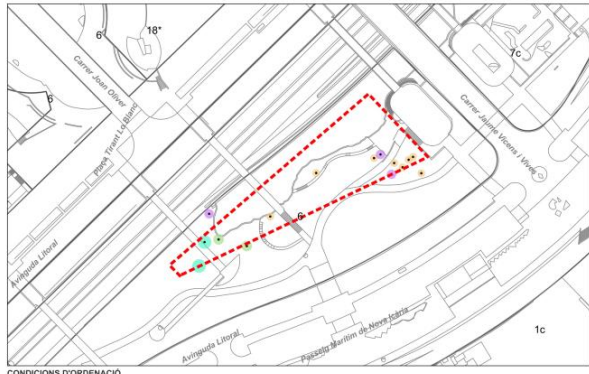 6
18*
7c
Carrer Joan Oliver
6
Plaça Tirant Lo Blanc
Carrer Jaume Vicens i Vives
6
Avinguda Litoral
Avinguda Litoral
Passeig Marítim de Nova Icària
1c
CONDICIONS D'ORDENACIÓ